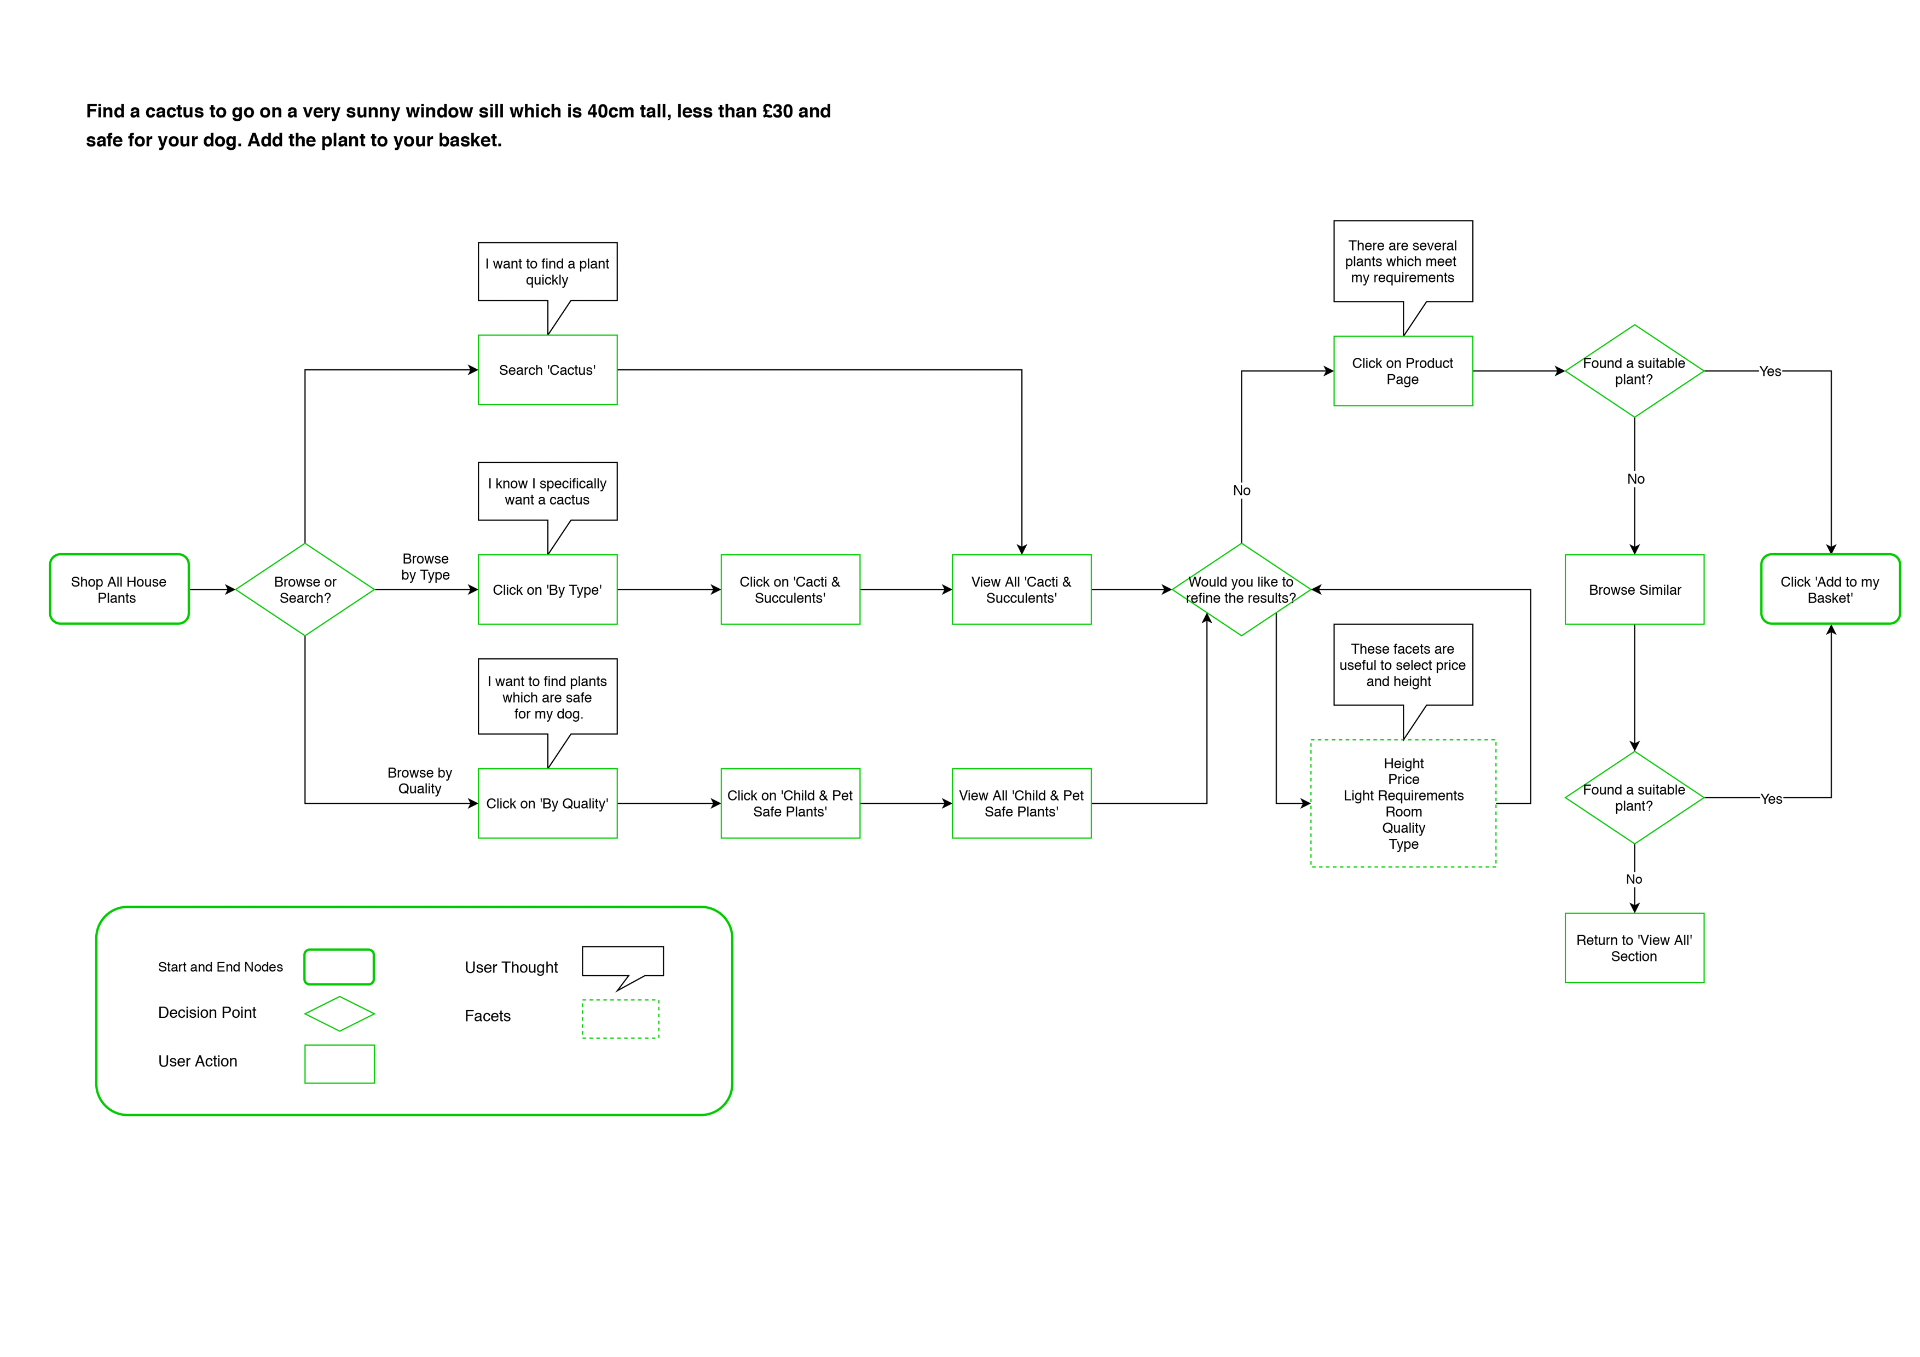 Find a cactus to go on a very sunny window sill which is 40cm tall, less than £30 and
safe for your dog. Add the plant to your basket.
I want to find a plant
quickly
Search 'Cactus'
I know I specifically
want a cactus
Shop All House
Plants
Browse or
Search?
Browse
by Type
Click on 'By Type'
Click on 'Cacti &
Succulents'
View All 'Cacti &
Succulents'
I want to find plants
which are safe
for my dog.
Browse by
Quality
Click on 'By Quality'
Click on 'Child & Pet
Safe Plants'
View All 'Child & Pet
Safe Plants'
Would you like to
refine the results?
No
There are several
plants which meet
my requirements
Click on Product
Page
Found a suitable
plant?
Yes
No
Browse Similar
Click 'Add to my
Basket'
These facets are
useful to select price
and height
Height
Price
Light Requirements
Room
Quality
Type
Found a suitable
plant?
Yes
No
Return to 'View All'
Section
Start and End Nodes
Decision Point
User Action
User Thought
Facets